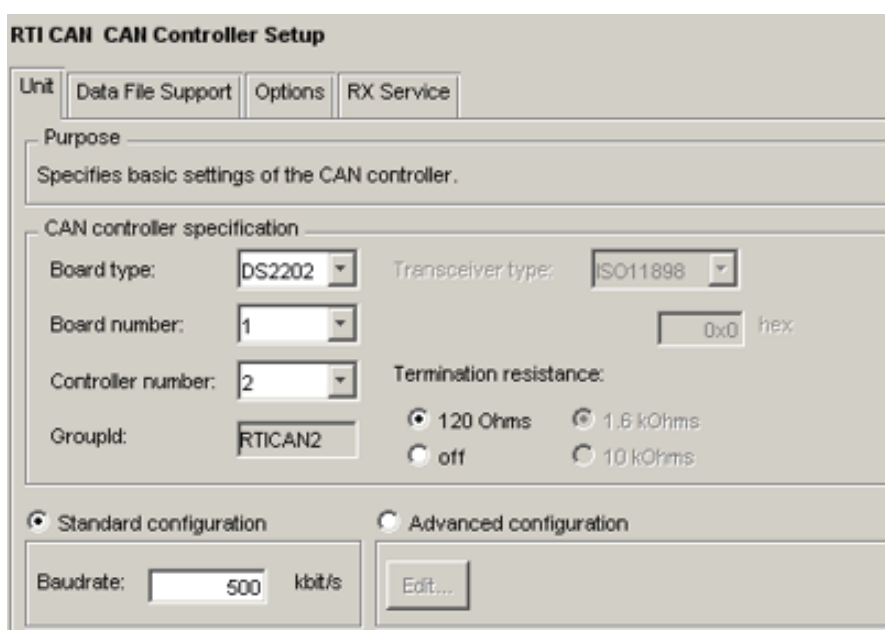 RTI CAN CAN Controller Setup
Unit Data File Support Options RX Service
Purpose
Specifies basic settings of the CAN controller.
CAN controller specification
Board type: DS2202 Transceiver type: ISO11898
Board number: 1 0x0 hex
Controller number: 2 Termination resistance:
120 Ohms 1.6 kOhms
GroupId: RTICAN2
off 10 kOhms
Standard configuration Advanced configuration
Baudrate: 500 kbit/s Edit...